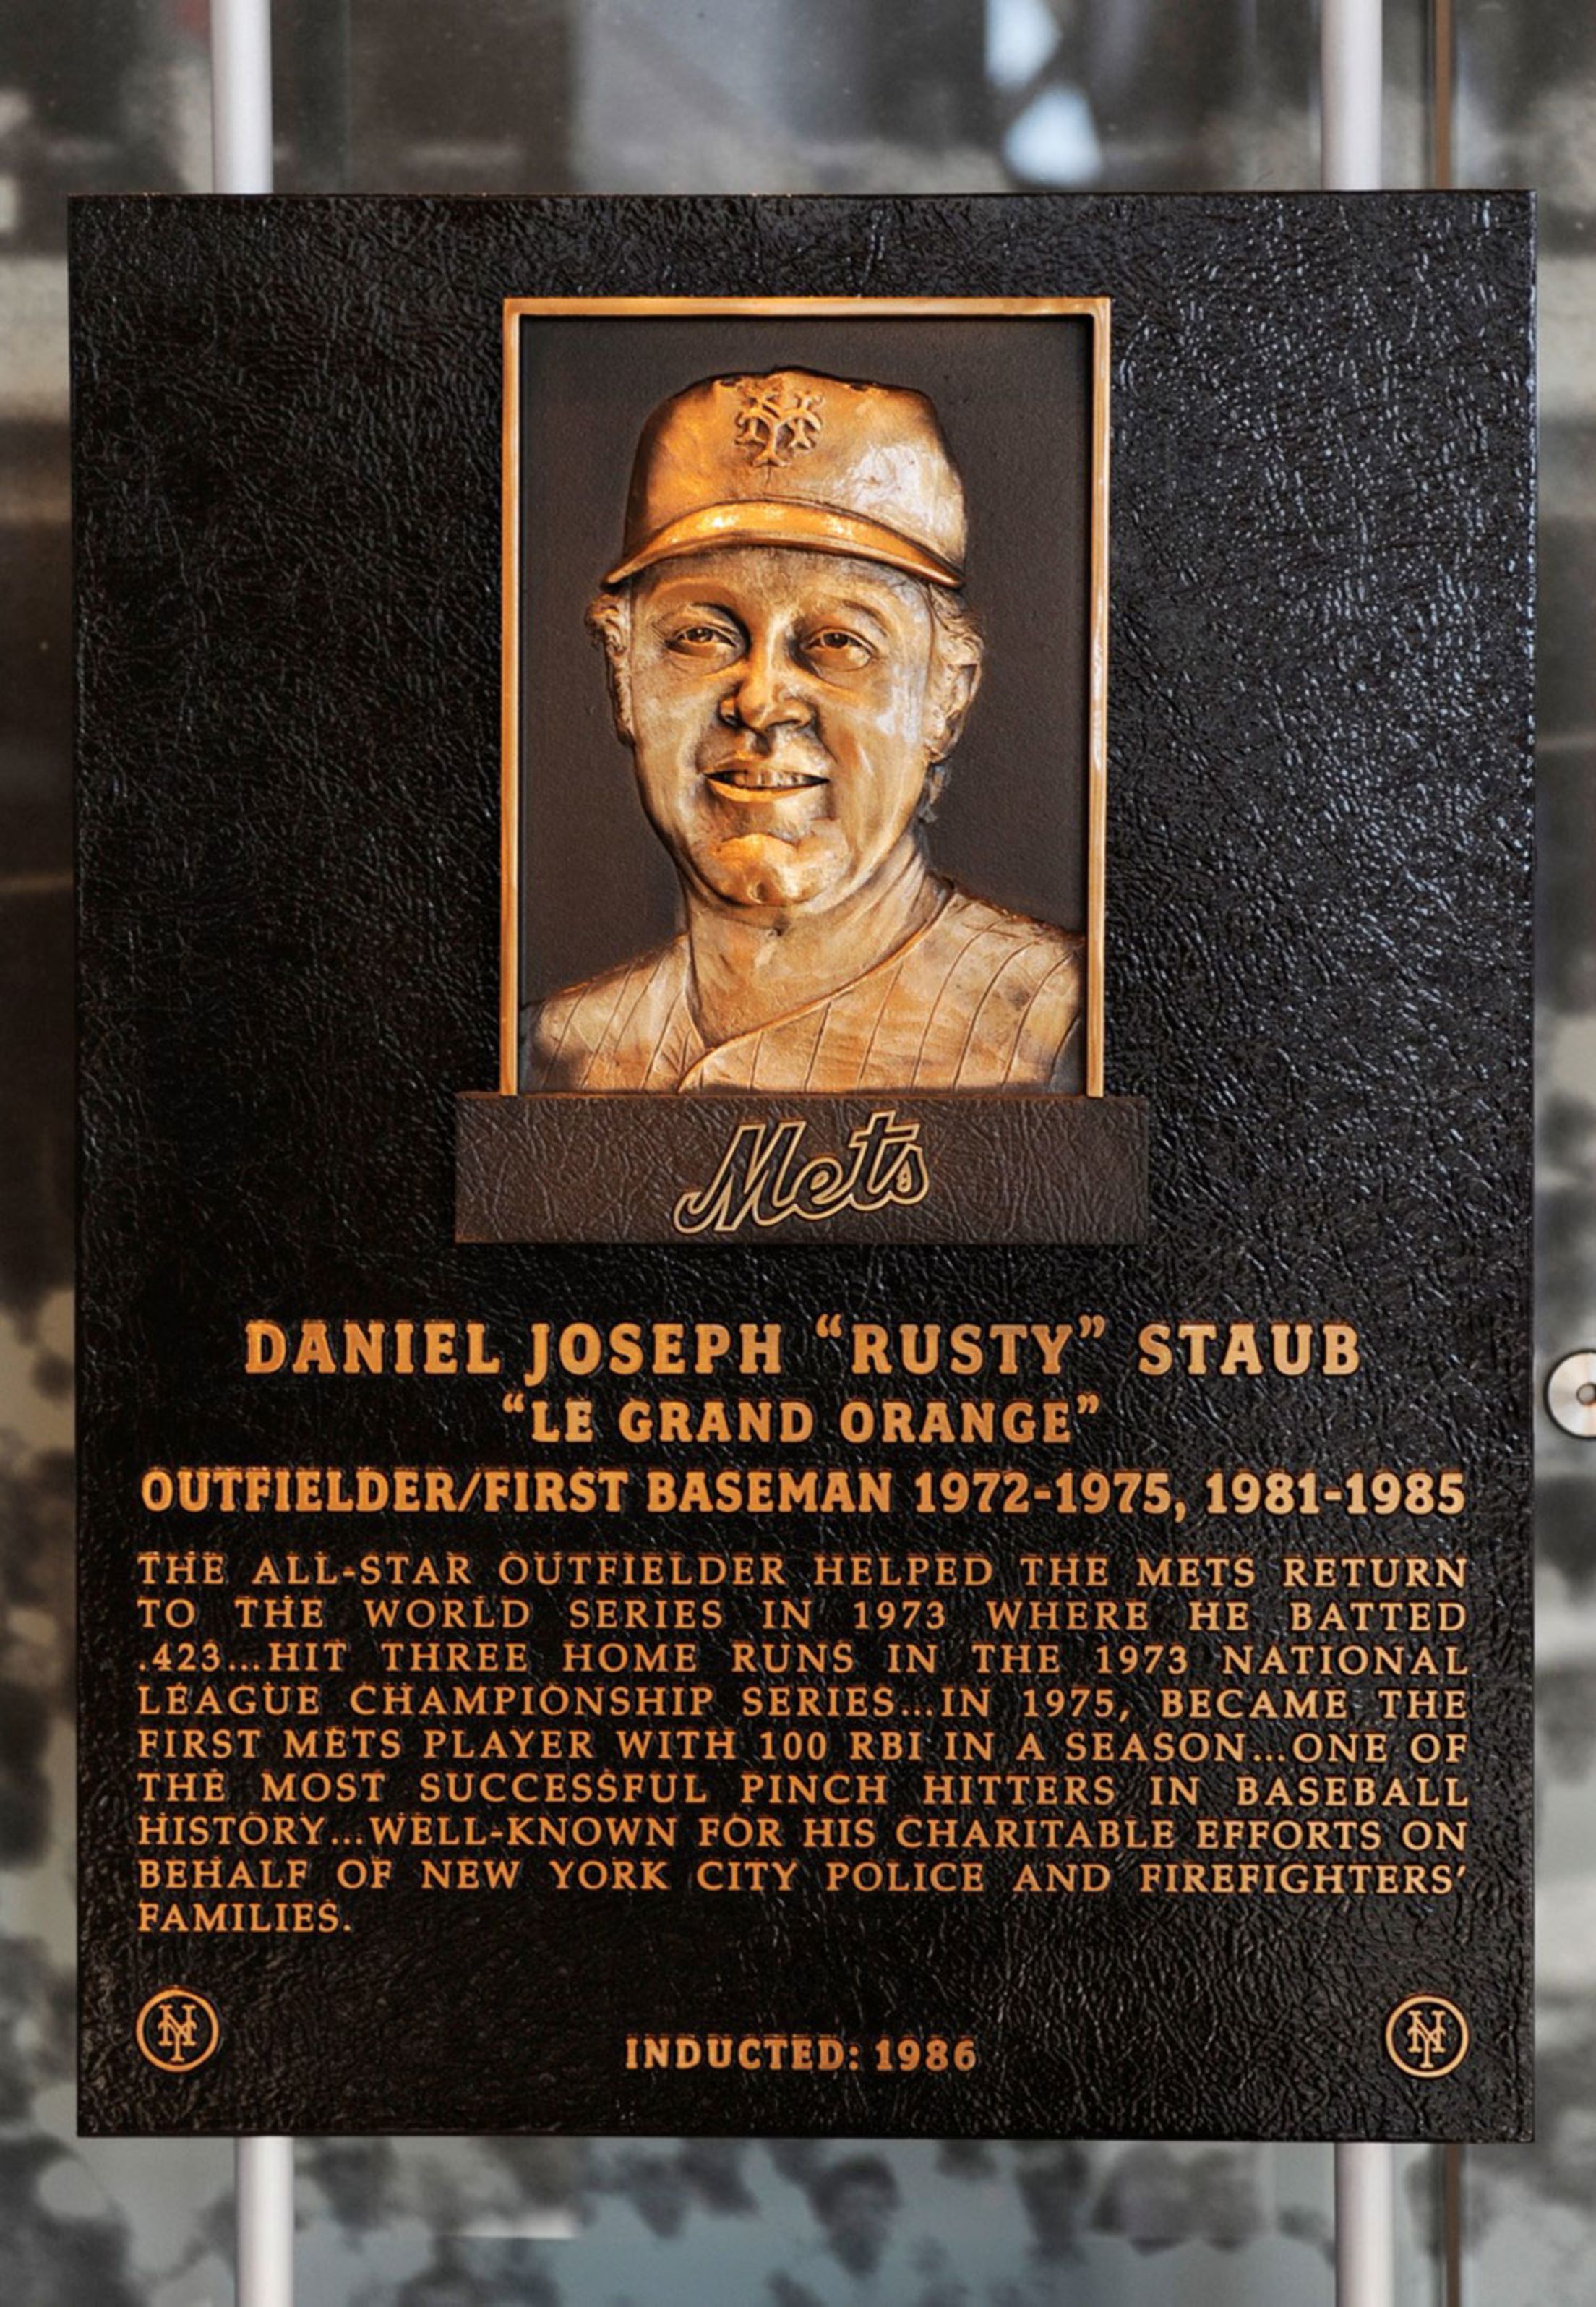 NY
Mets
DANIEL JOSEPH “RUSTY” STAUB
“LE GRAND ORANGE”
OUTFIELDER/FIRST BASEMAN 1972-1975, 1981-1985
THE ALL-STAR OUTFIELDER HELPED THE METS RETURN
TO THE WORLD SERIES IN 1973 WHERE HE BATTED
.423...HIT THREE HOME RUNS IN THE 1973 NATIONAL
LEAGUE CHAMPIONSHIP SERIES...IN 1975, BECAME THE
FIRST METS PLAYER WITH 100 RBI IN A SEASON...ONE OF
THE MOST SUCCESSFUL PINCH HITTERS IN BASEBALL
HISTORY...WELL-KNOWN FOR HIS CHARITABLE EFFORTS ON
BEHALF OF NEW YORK CITY POLICE AND FIREFIGHTERS’
FAMILIES.
NY INDUCTED: 1986 NY